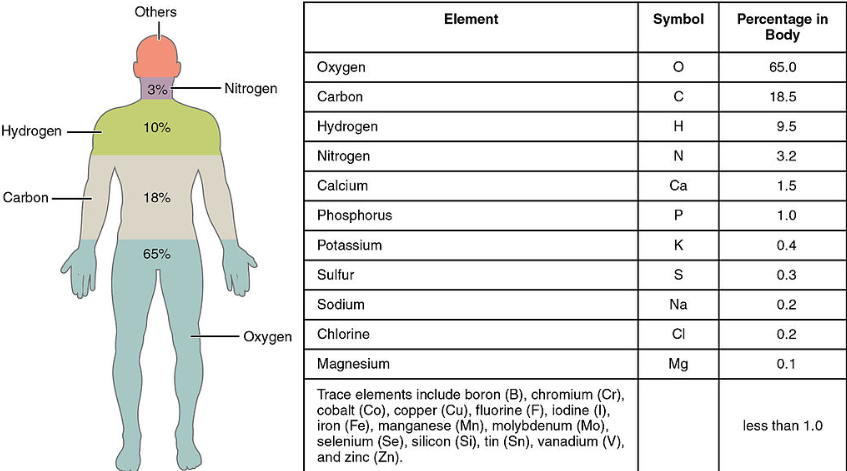 Others
3%
Nitrogen
Hydrogen
10%
Carbon
18%
65%
Oxygen
Element Symbol Percentage in
Body
Oxygen O 65.0
Carbon C 18.5
Hydrogen H 9.5
Nitrogen N 3.2
Calcium Ca 1.5
Phosphorus P 1.0
Potassium K 0.4
Sulfur S 0.3
Sodium Na 0.2
Chlorine Cl 0.2
Magnesium Mg 0.1
Trace elements include boron (B), chromium (Cr),
cobalt (Co), copper (Cu), fluorine (F), iodine (I),
iron (Fe), manganese (Mn), molybdenum (Mo),
selenium (Se), silicon (Si), tin (Sn), vanadium (V),
and zinc (Zn).
less than 1.0